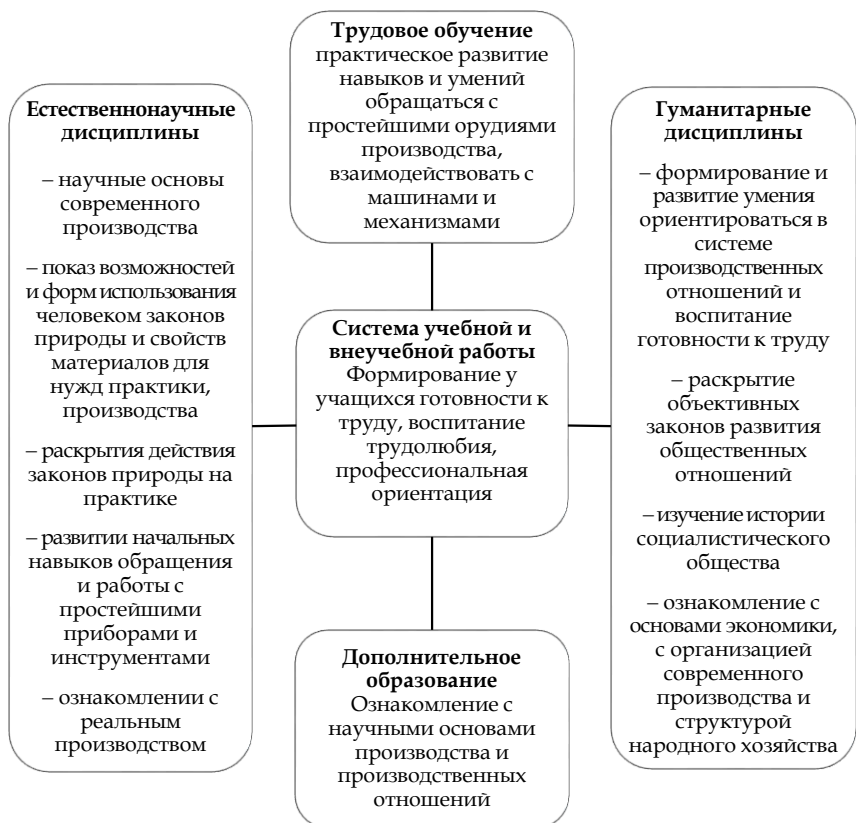 Трудовое обучение
практическое развитие
навыков и умений
обращаться с
простейшими орудиями
производства,
взаимодействовать с
машинами и
механизмами
Естественнонаучные
дисциплины
– научные основы
современного
производства
– показ возможностей
и форм использования
человеком законов
природы и свойств
материалов для
нужд практики,
производства
– раскрытия действия
законов природы на
практике
– развитии начальных
навыков обращения
и работы с
простейшими
приборами и
инструментами
– ознакомлении с
реальным
производством
Система учебной и
внеучебной работы
Формирование у
учащихся готовности к
труду, воспитание
трудолюбия,
профессиональная
ориентация
Гуманитарные
дисциплины
– формирование и
развитие умения
ориентироваться в
системе
производственных
отношений и
воспитание
готовности к труду
– раскрытие
объективных
законов развития
общественных
отношений
– изучение истории
социалистического
общества
– ознакомление с
основами экономики,
с организацией
современного
производства и
структурой
народного хозяйства
Дополнительное
образование
Ознакомление с
научными основами
производства и
производственных
отношений